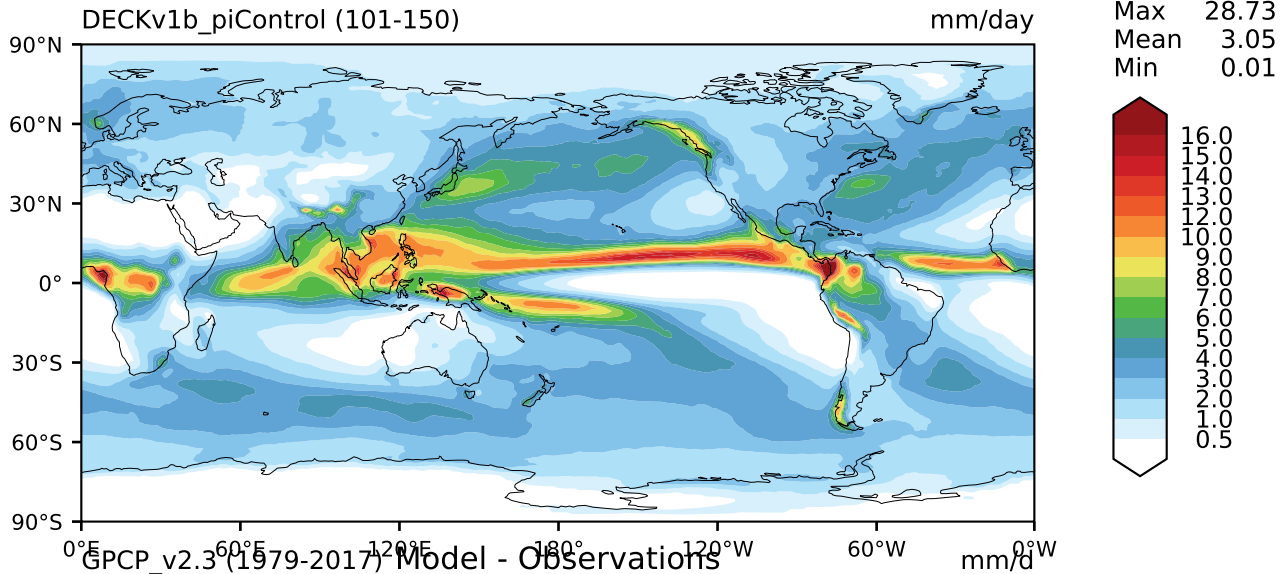 DECKv1b_piControl (101-150) mm/day
Max 28.73
Mean 3.05
Min 0.01
90°N
60°N
30°N
0°
30°S
60°S
90°S
16.0
15.0
14.0
13.0
12.0
10.0
9.0
8.0
7.0
6.0
5.0
4.0
3.0
2.0
1.0
0.5
0°E 60°E 120°E 180° 120°W 60°W 0°W
GPCP_v2.3 (1979-2017) Model - Observations mm/d